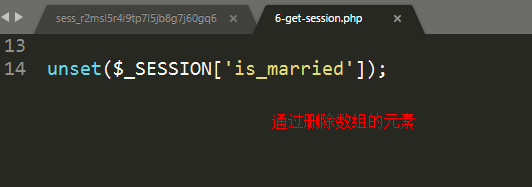 sess_r2msl5r4i9tp7l5jb8g7j60gq6 × 6-get-session.php ×
13
14 unset($_SESSION['is_married']);
通过删除数组的元素